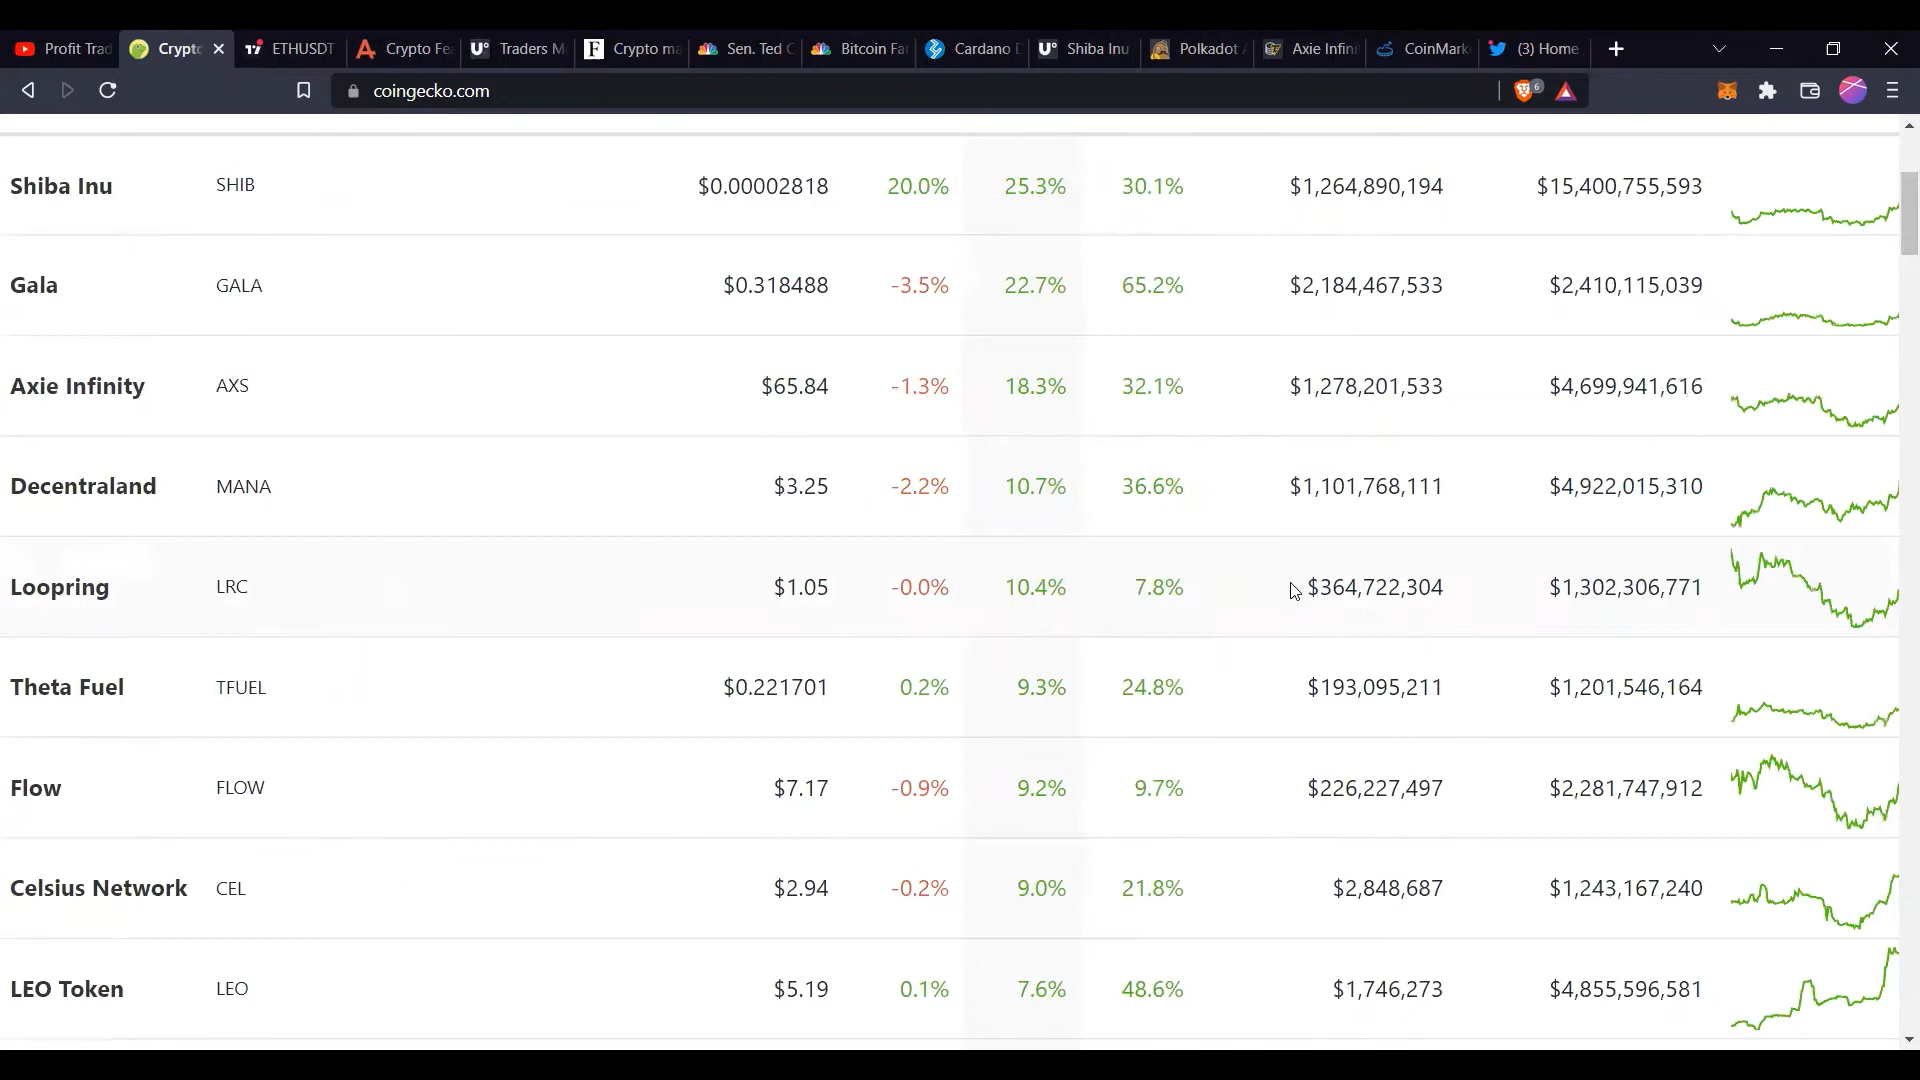 Profit Trad Crypto ETHUSDT Crypto Fea Traders M Crypto ma Sen. Ted C Bitcoin Far Cardano D Shiba Inu Polkadot Axie Infini CoinMark (3) Home
coingecko.com 6
Shiba Inu SHIB $0.00002818 20.0% 25.3% 30.1% $1,264,890,194 $15,400,755,593
Gala GALA $0.318488 -3.5% 22.7% 65.2% $2,184,467,533 $2,410,115,039
Axie Infinity AXS $65.84 -1.3% 18.3% 32.1% $1,278,201,533 $4,699,941,616
Decentraland MANA $3.25 -2.2% 10.7% 36.6% $1,101,768,111 $4,922,015,310
Loopring LRC $1.05 -0.0% 10.4% 7.8% $364,722,304 $1,302,306,771
Theta Fuel TFUEL $0.221701 0.2% 9.3% 24.8% $193,095,211 $1,201,546,164
Flow FLOW $7.17 -0.9% 9.2% 9.7% $226,227,497 $2,281,747,912
Celsius Network CEL $2.94 -0.2% 9.0% 21.8% $2,848,687 $1,243,167,240
LEO Token LEO $5.19 0.1% 7.6% 48.6% $1,746,273 $4,855,596,581